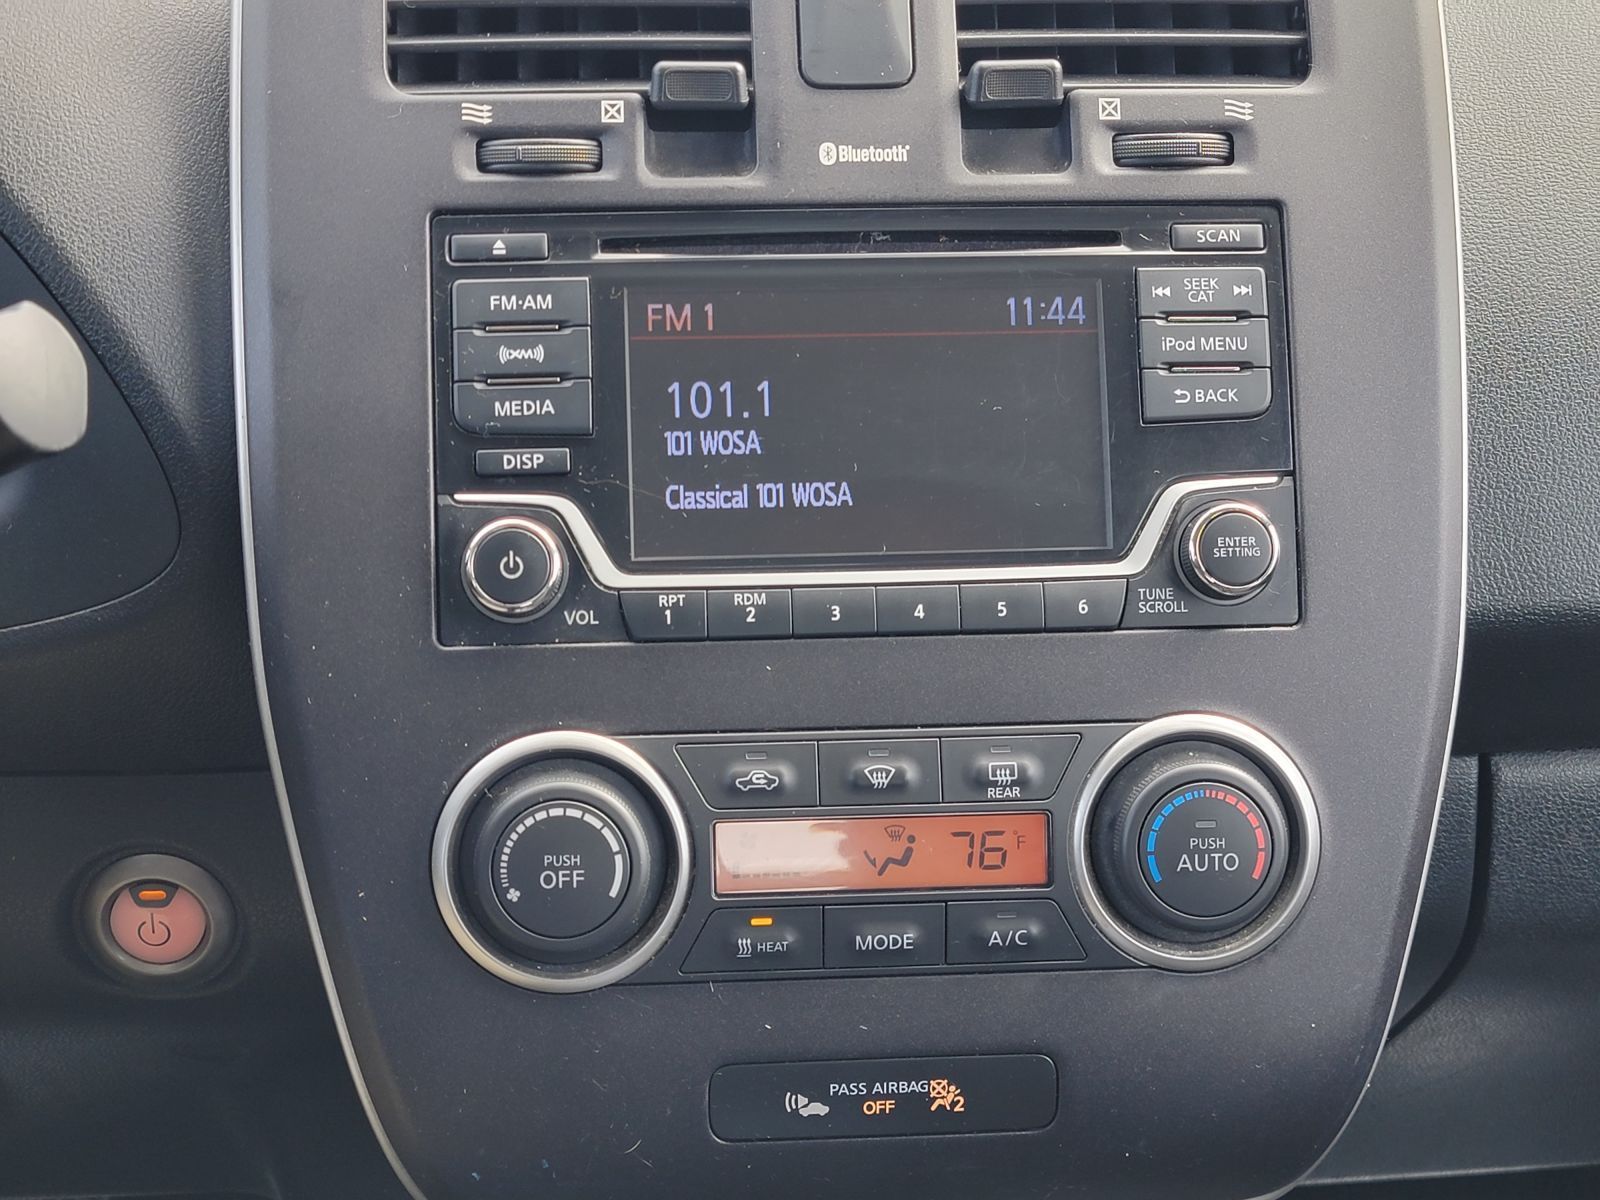 Bluetooth®
SCAN
FM·AM
SEEK
CAT
FM 1
11:44
XM
iPod MENU
101.1
BACK
MEDIA
101 WOSA
DISP
Classical 101 WOSA
ENTER
SETTING
VOL
RPT
1
RDM
2
3
4
5
6
TUNE
SCROLL
REAR
PUSH
OFF
76°F
PUSH
AUTO
HEAT
MODE
A/C
PASS AIRBAG
OFF
2